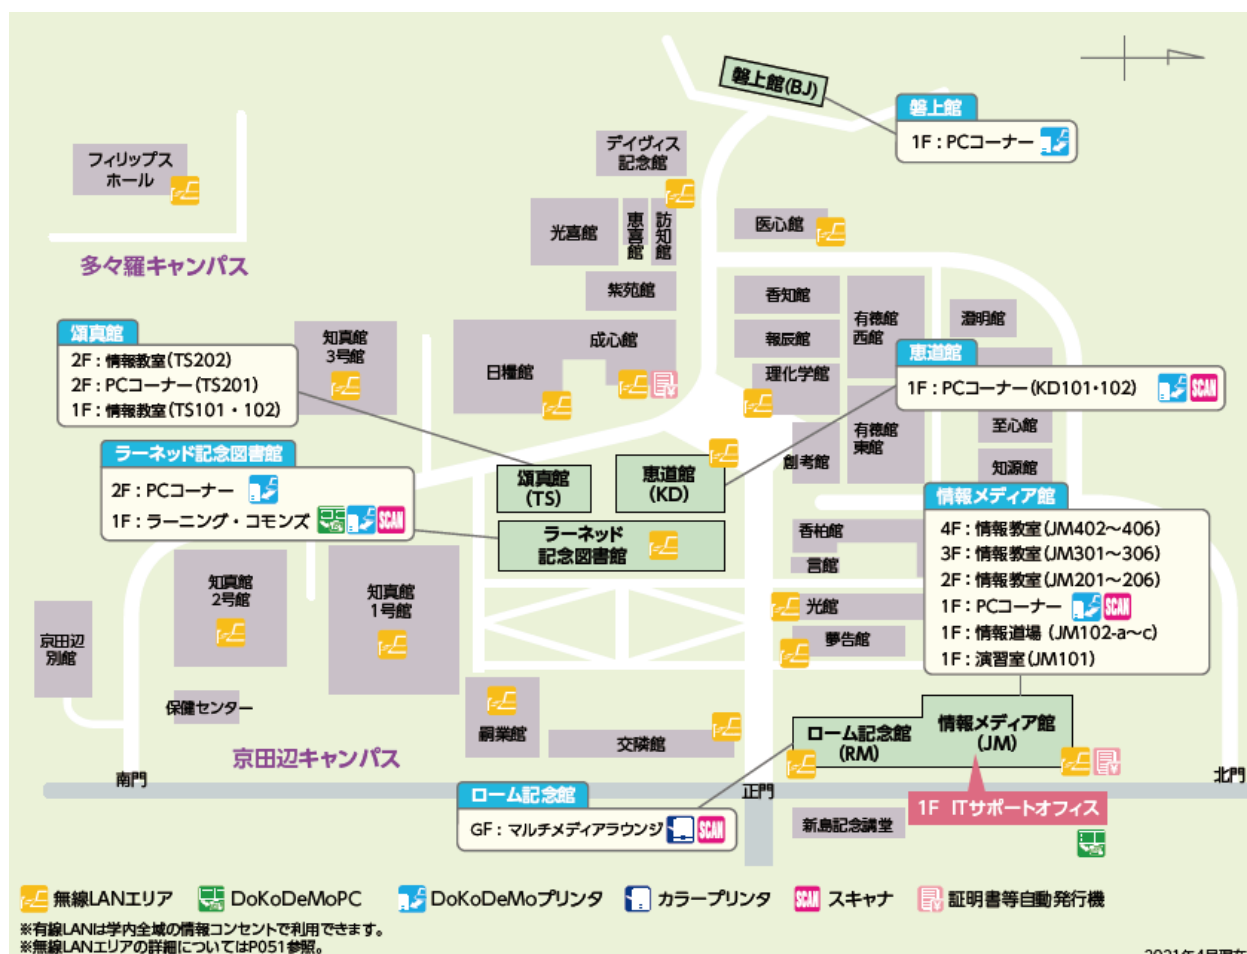 磐上館(BJ)
磐上館
1F：PCコーナー
デイヴィス
記念館
フィリップス
ホール
多々羅キャンパス
光喜館
恵喜館
訪知館
医心館
紫苑館
香知館
報辰館
理化学館
有徳館
西館
澄明館
頌真館
2F：情報教室(TS202)
2F：PCコーナー(TS201)
1F：情報教室(TS101・102)
知真館
3号館
日糧館
成心館
恵道館
1F：PCコーナー(KD101・102)
SCAN
有徳館
東館
至心館
知源館
創考館
ラーネッド記念図書館
2F：PCコーナー
1F：ラーニング・コモンズ
SCAN
頌真館
(TS)
恵道館
(KD)
ラーネッド
記念図書館
香柏館
言館
光館
夢告館
情報メディア館
4F：情報教室(JM402～406)
3F：情報教室(JM301～306)
2F：情報教室(JM201～206)
1F：PCコーナー
SCAN
1F：情報道場 (JM102-a～c)
1F：演習室(JM101)
知真館
2号館
知真館
1号館
京田辺
別館
保健センター
嗣業館
交隣館
ローム記念館
(RM)
情報メディア館
(JM)
京田辺キャンパス
南門
正門
北門
ローム記念館
GF：マルチメディアラウンジ
SCAN
新島記念講堂
1F ITサポートオフィス
無線LANエリア
DoKoDeMoPC
DoKoDeMoプリンタ
カラープリンタ
SCAN
スキャナ
証明書等自動発行機
※有線LANは学内全域の情報コンセントで利用できます。
※無線LANエリアの詳細についてはP051参照。
2021年4月現在